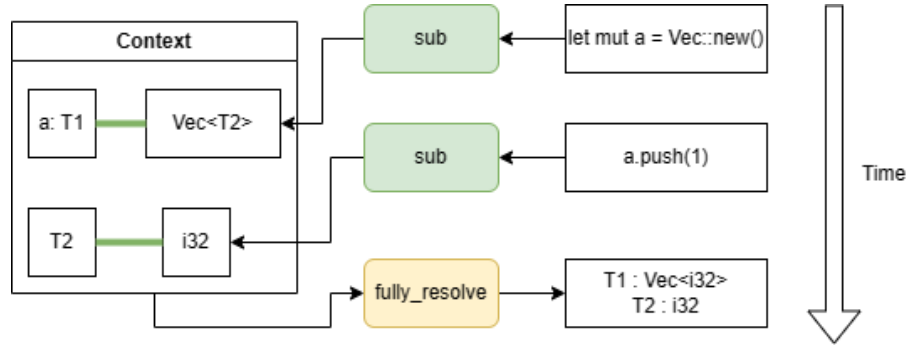 Context
sub
let mut a = Vec::new()
a: T1
Vec<T2>
sub
a.push(1)
Time
T2
i32
fully_resolve
T1 : Vec<i32>
T2 : i32